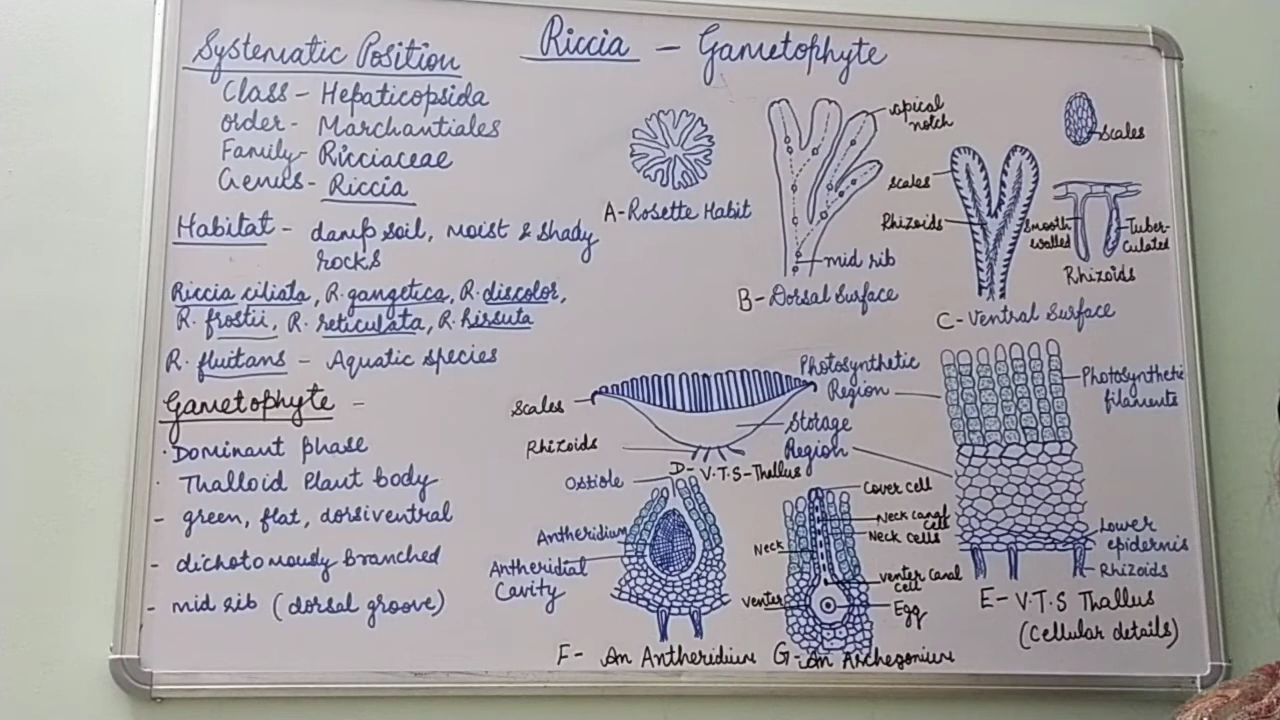 Riccia - Gametophyte
Systematic Position
Class - Hepaticopsida
Order - Marchantiales
Family - Ricciaceae
Genus - Riccia
Habitat - damp soil, moist & shady
rocks
Riccia ciliata, R. gangetica, R. discolor,
R. frostii, R. reticulata, R. hirsuta
R. fluitans - Aquatic species
Gametophyte -
· Dominant phase
· Thalloid Plant body
- green, flat, dorsiventral
- dichotomously branched
- mid rib (dorsal groove)
A - Rosette Habit
apical
notch
mid rib
B - Dorsal Surface
Scales
Scales
Rhizoids
Smooth
walled
Tuber-
culated
Rhizoids
C - Ventral Surface
Scales
Rhizoids
Photosynthetic
Region
Storage
Region
D - V.T.S - Thallus
Photosynthetic
filaments
Lower
epidermis
Rhizoids
E - V.T.S Thallus
(Cellular details)
Ostiole
Antheridium
Antheridial
Cavity
F - An Antheridium
Cover cell
Neck canal
cell
Neck cells
Neck
venter canal
cell
venter
Egg
G - An Archegonium